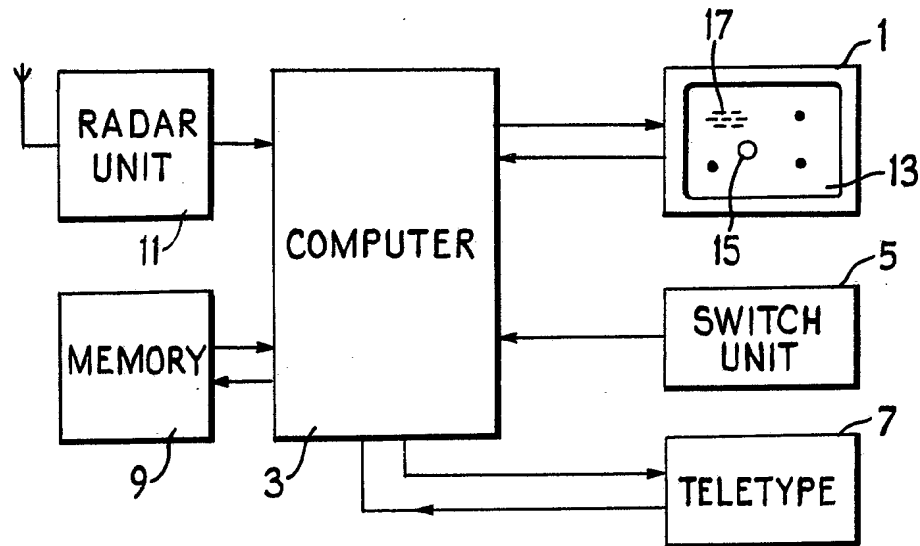 17
1
RADAR
UNIT
11
COMPUTER
13
15
5
SWITCH
UNIT
MEMORY
9
3
7
TELETYPE